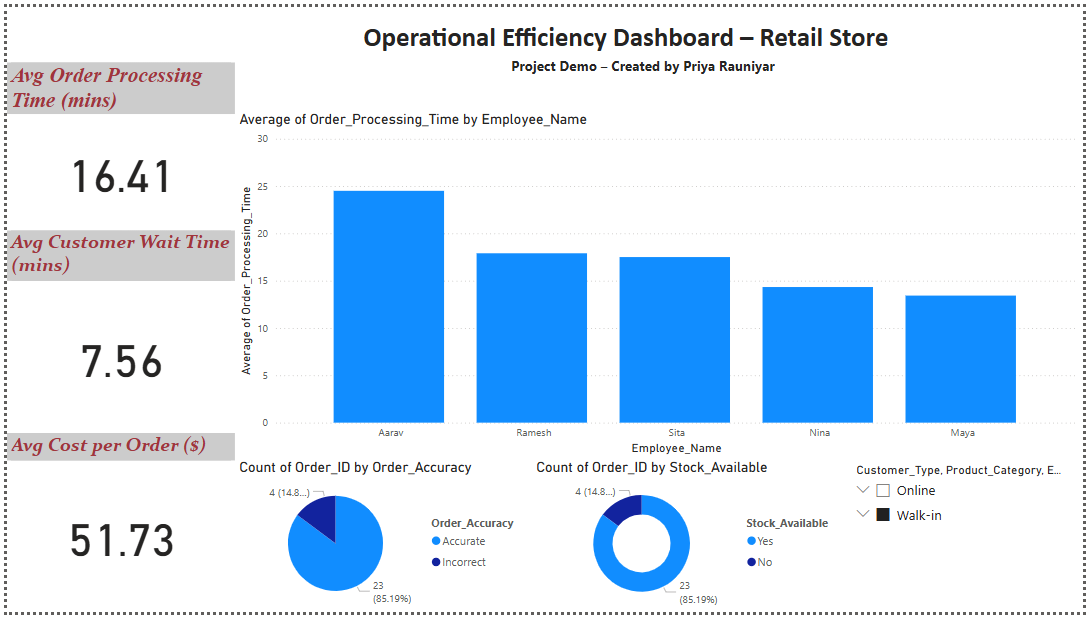 Operational Efficiency Dashboard – Retail Store
Project Demo – Created by Priya Rauniyar
Avg Order Processing
Time (mins)
16.41
Avg Customer Wait Time
(mins)
7.56
Avg Cost per Order ($)
51.73
Average of Order_Processing_Time by Employee_Name
Average of Order_Processing_Time
30
25
20
15
10
5
0
Aarav
Ramesh
Sita
Nina
Maya
Employee_Name
Count of Order_ID by Order_Accuracy
4 (14.8...)
23
(85.19%)
Order_Accuracy
Accurate
Incorrect
Count of Order_ID by Stock_Available
4 (14.8...)
23
(85.19%)
Stock_Available
Yes
No
Customer_Type, Product_Category, E...
Online
Walk-in